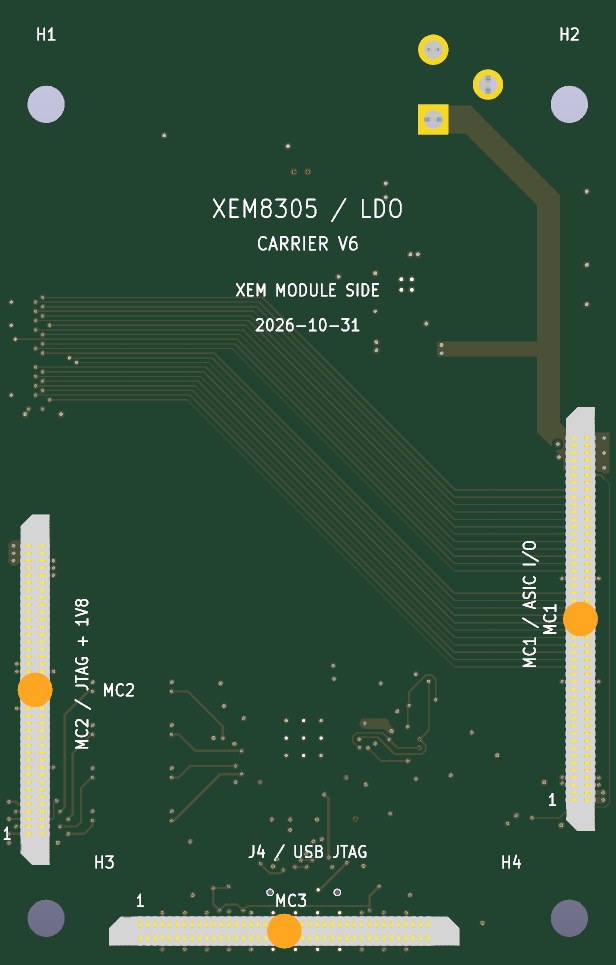 H1
H2
XEM8305 / LDO
CARRIER V6
XEM MODULE SIDE
2026-10-31
MC1 / ASIC I/O
MC1
MC2 / JTAG + 1V8
MC2
1
1
H3
J4 / USB JTAG
H4
1
MC3